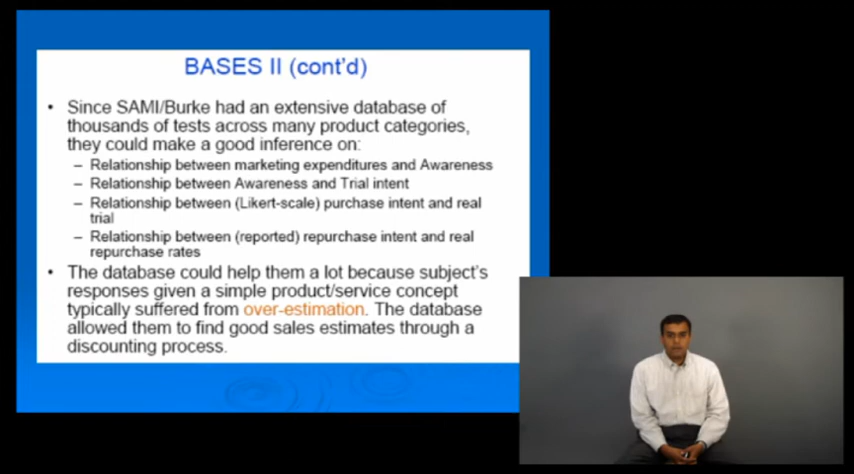 BASES II (cont'd)
• Since SAMI/Burke had an extensive database of
thousands of tests across many product categories,
they could make a good inference on:
– Relationship between marketing expenditures and Awareness
– Relationship between Awareness and Trial intent
– Relationship between (Likert-scale) purchase intent and real
trial
– Relationship between (reported) repurchase intent and real
repurchase rates
• The database could help them a lot because subject's
responses given a simple product/service concept
typically suffered from over-estimation. The database
allowed them to find good sales estimates through a
discounting process.